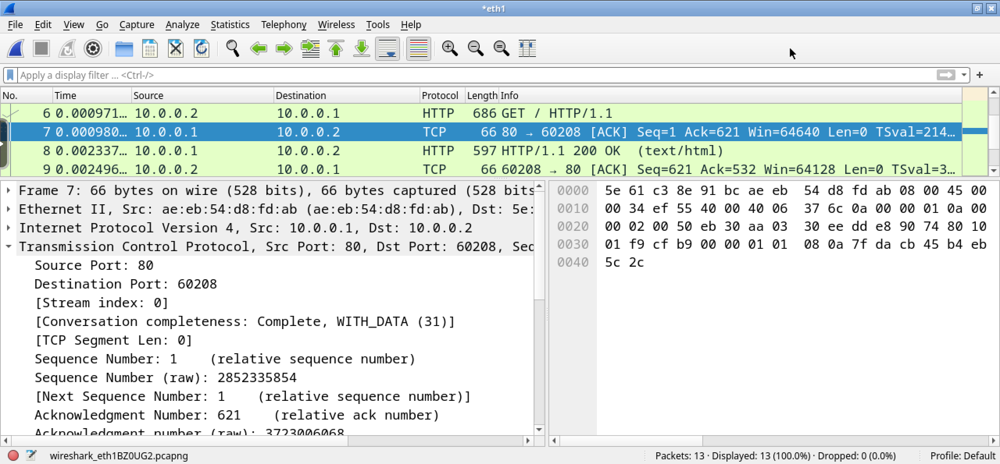 *eth1
File Edit View Go Capture Analyze Statistics Telephony Wireless Tools Help
Apply a display filter ... <Ctrl-/>
No. Time Source Destination Protocol Length Info
6 0.000971… 10.0.0.2 10.0.0.1 HTTP 686 GET / HTTP/1.1
7 0.000980… 10.0.0.1 10.0.0.2 TCP 66 80 → 60208 [ACK] Seq=1 Ack=621 Win=64640 Len=0 TSval=214…
8 0.002337… 10.0.0.1 10.0.0.2 HTTP 597 HTTP/1.1 200 OK (text/html)
9 0.002496… 10.0.0.2 10.0.0.1 TCP 66 60208 → 80 [ACK] Seq=621 Ack=532 Win=64128 Len=0 TSval=3…
Frame 7: 66 bytes on wire (528 bits), 66 bytes captured (528 bits
Ethernet II, Src: ae:eb:54:d8:fd:ab (ae:eb:54:d8:fd:ab), Dst: 5e:
Internet Protocol Version 4, Src: 10.0.0.1, Dst: 10.0.0.2
Transmission Control Protocol, Src Port: 80, Dst Port: 60208, Seq
Source Port: 80
Destination Port: 60208
[Stream index: 0]
[Conversation completeness: Complete, WITH_DATA (31)]
[TCP Segment Len: 0]
Sequence Number: 1 (relative sequence number)
Sequence Number (raw): 2852335854
[Next Sequence Number: 1 (relative sequence number)]
Acknowledgment Number: 621 (relative ack number)
Acknowledgment number (raw): 3723006068
0000 5e 61 c3 8e 91 bc ae eb 54 d8 fd ab 08 00 45 00
0010 00 34 ef 55 40 00 40 06 37 6c 0a 00 00 01 0a 00
0020 00 02 00 50 eb 30 aa 03 30 ee dd e8 90 74 80 10
0030 01 f9 cf b9 00 00 01 01 08 0a 7f da cb 45 b4 eb
0040 5c 2c
wireshark_eth1BZ0UG2.pcapng Packets: 13 · Displayed: 13 (100.0%) · Dropped: 0 (0.0%) Profile: Default